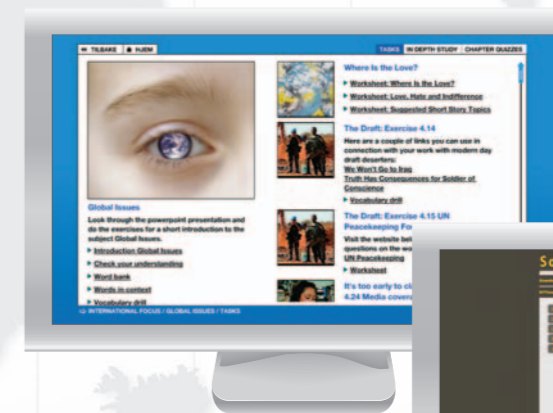 TILBAKE HJEM TASKS IN DEPTH STUDY CHAPTER QUIZZES
Global Issues
Look through the powerpoint presentation and
do the exercises for a short introduction to the
subject Global Issues.
Introduction Global Issues
Check your understanding
Word bank
Words in context
Vocabulary drill
Where Is the Love?
Worksheet: Where Is the Love?
Worksheet: Love, Hate and Indifference
Worksheet: Suggested Short Story Topics
The Draft: Exercise 4.14
Here are a couple of links you can use in
connection with your work with modern day
draft deserters:
We Won't Go to Iraq
Truth Has Consequences for Soldier of
Conscience
Vocabulary drill
The Draft: Exercise 4.15 UN
Peacekeeping
Visit the website
questions on the
UN Peacekeeping
Worksheet
It's too early to
4.24 Media
INTERNATIONAL FOCUS / GLOBAL ISSUES / TASKS